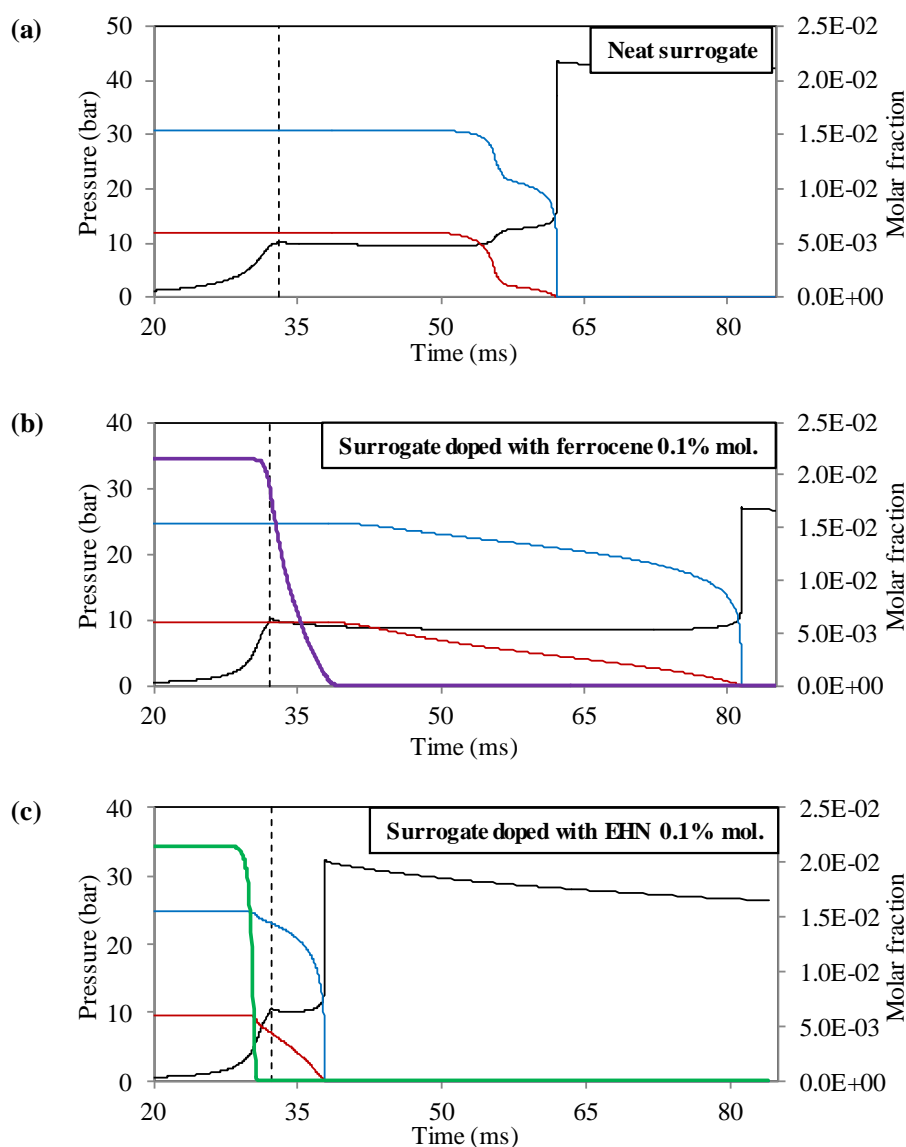 (a)
Neat surrogate
Pressure (bar)
50
40
30
20
10
0
Molar fraction
2.5E-02
2.0E-02
1.5E-02
1.0E-02
5.0E-03
0.0E+00
20 35 50 65 80
Time (ms)
(b)
Surrogate doped with ferrocene 0.1% mol.
Pressure (bar)
40
30
20
10
0
Molar fraction
2.5E-02
2.0E-02
1.5E-02
1.0E-02
5.0E-03
0.0E+00
20 35 50 65 80
Time (ms)
(c)
Surrogate doped with EHN 0.1% mol.
Pressure (bar)
40
30
20
10
0
Molar fraction
2.5E-02
2.0E-02
1.5E-02
1.0E-02
5.0E-03
0.0E+00
20 35 50 65 80
Time (ms)